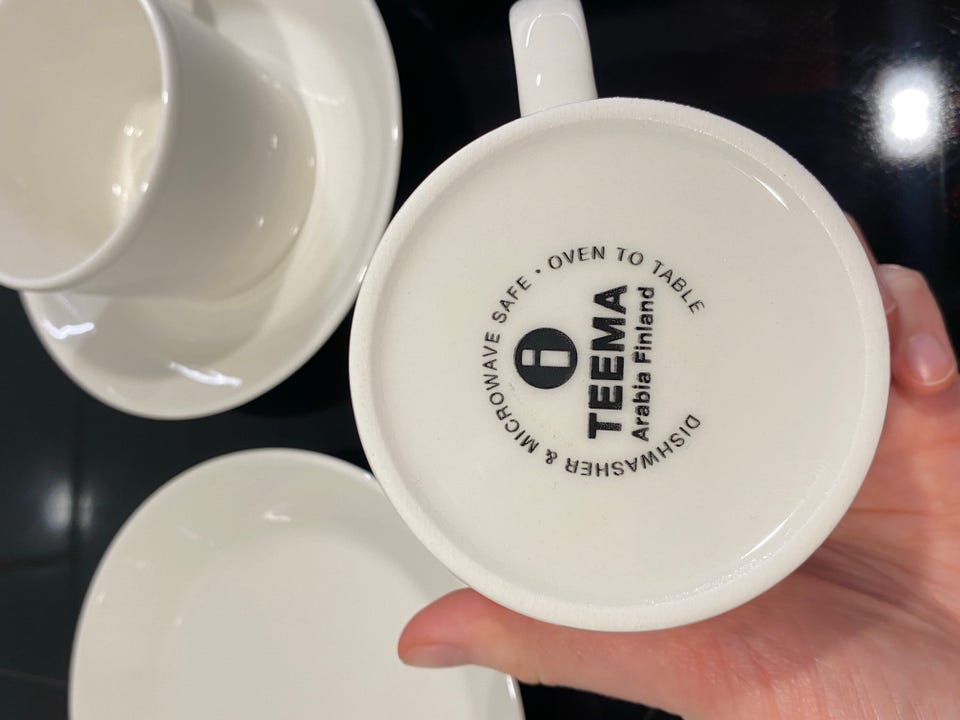 DISHWASHER & MICROWAVE SAFE • OVEN TO TABLE
i
TEEMA
Arabia Finland